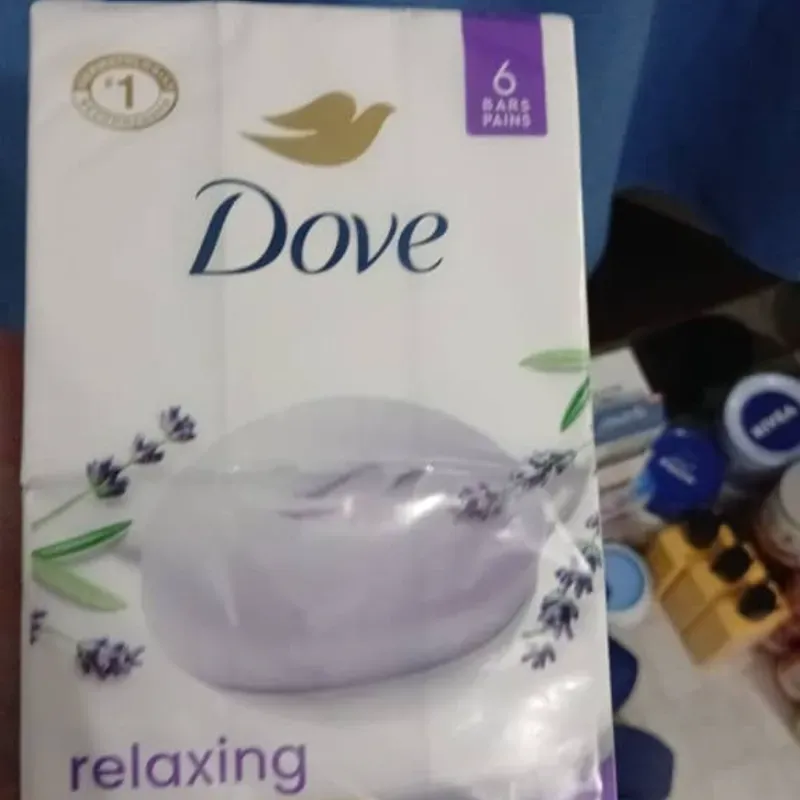 #1
6
BARS
PAINS
Dove
relaxing
NIVEA